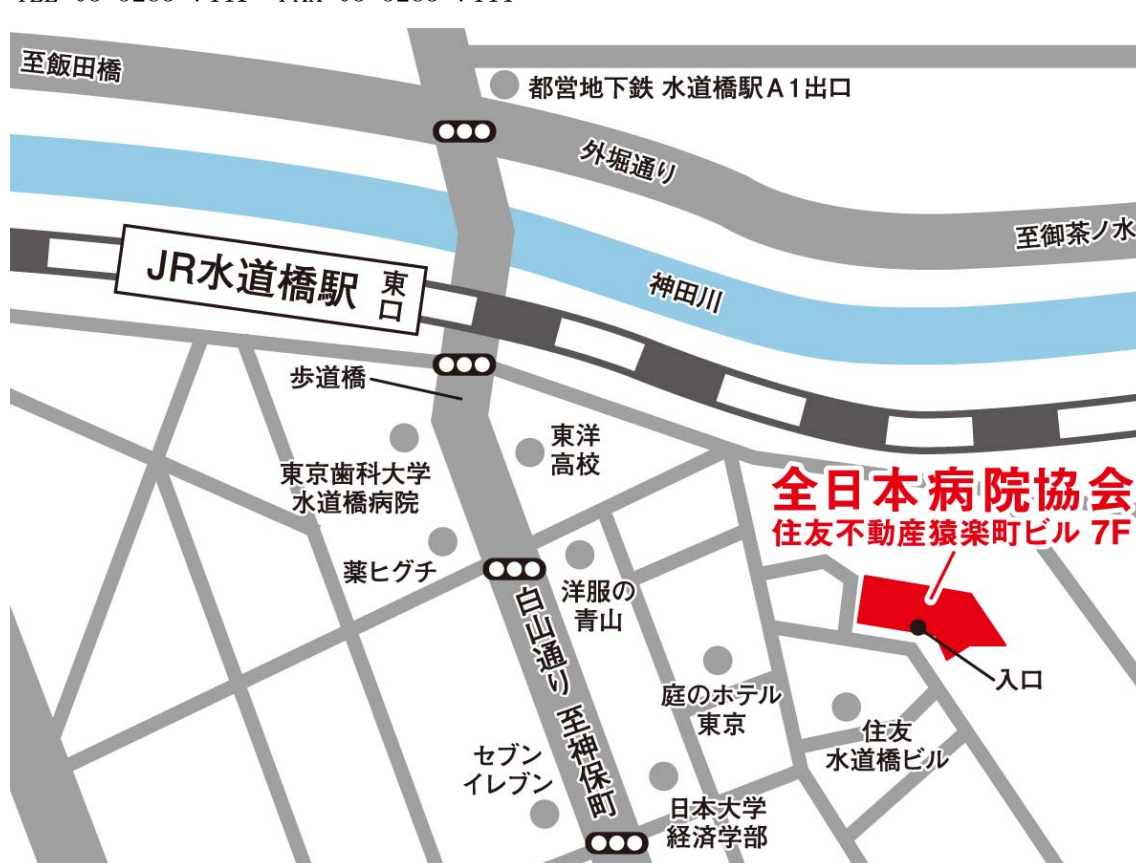 至飯田橋
都営地下鉄 水道橋駅A1出口
外堀通り
至御茶ノ水
JR水道橋駅
東口
神田川
歩道橋
東洋
高校
東京歯科大学
水道橋病院
全日本病院協会
住友不動産猿楽町ビル 7F
薬ヒグチ
洋服の
青山
白山通り 至神保町
入口
庭のホテル
東京
住友
水道橋ビル
セブン
イレブン
日本大学
経済学部